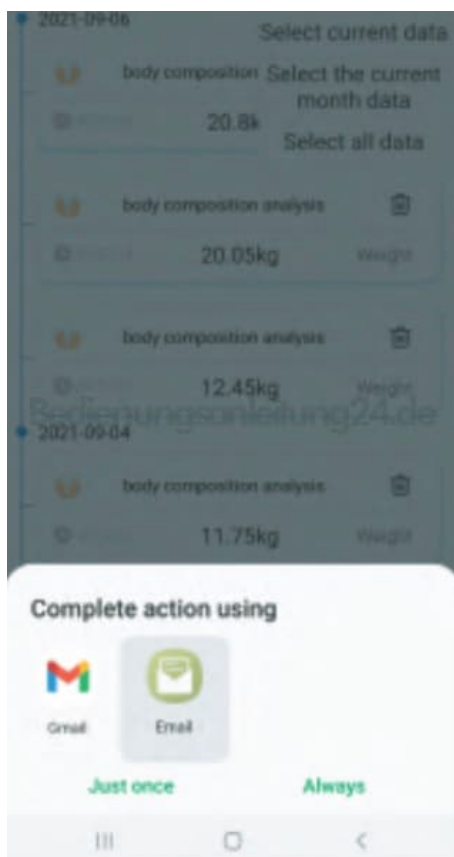 2021-09-06
Select current data
body composition
Select the current
month data
20.8k
Select all data
body composition analysis
20.05kg
Weight
body composition analysis
12.45kg
Weight
Bedienungsanleitung24.de
2021-09-04
body composition analysis
11.75kg
Weight
Complete action using
Gmail
Email
Just once
Always